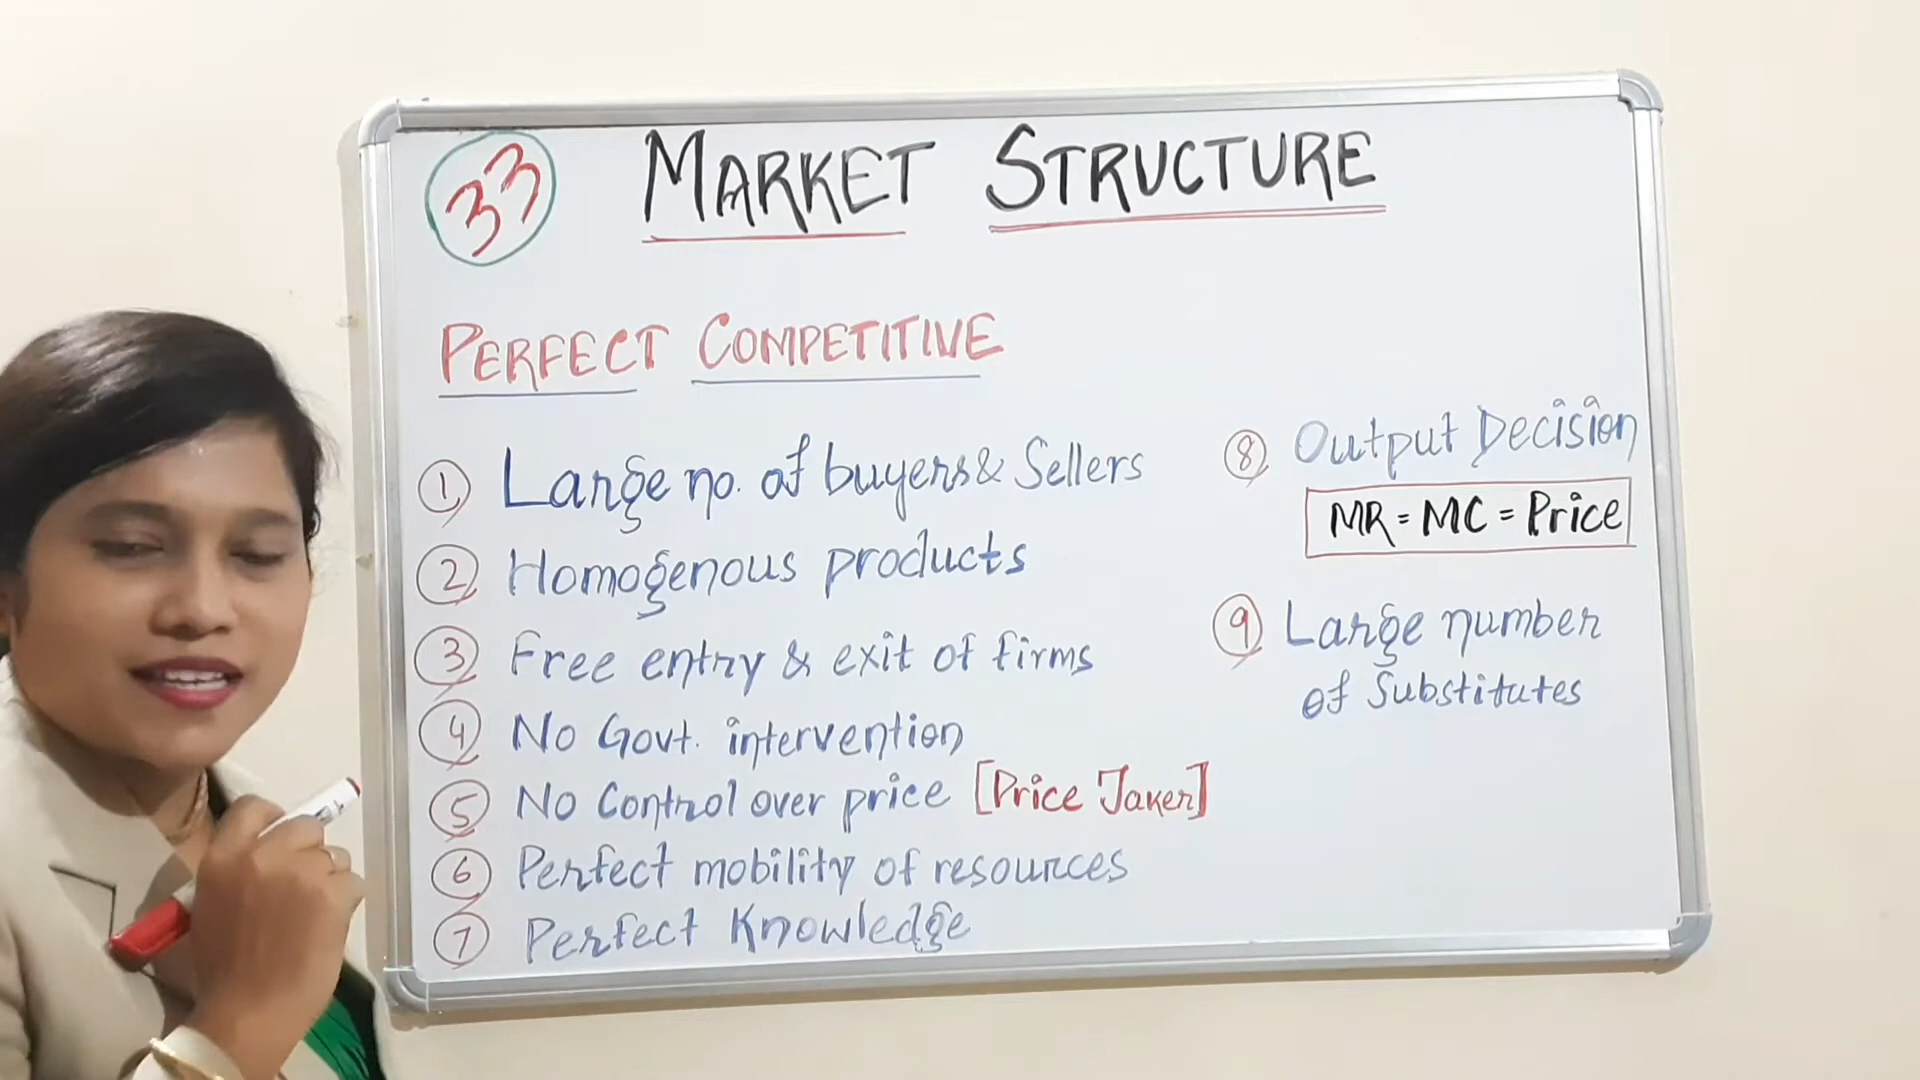 33
MARKET STRUCTURE
PERFECT COMPETITIVE
1 Large no. of buyers & Sellers
2 Homogenous products
3 Free entry & exit of firms
4 No Govt. intervention
5 No Control over price [Price Taker]
6 Perfect mobility of resources
7 Perfect Knowledge
8 Output Decision
MR = MC = Price
9 Large number
of Substitutes